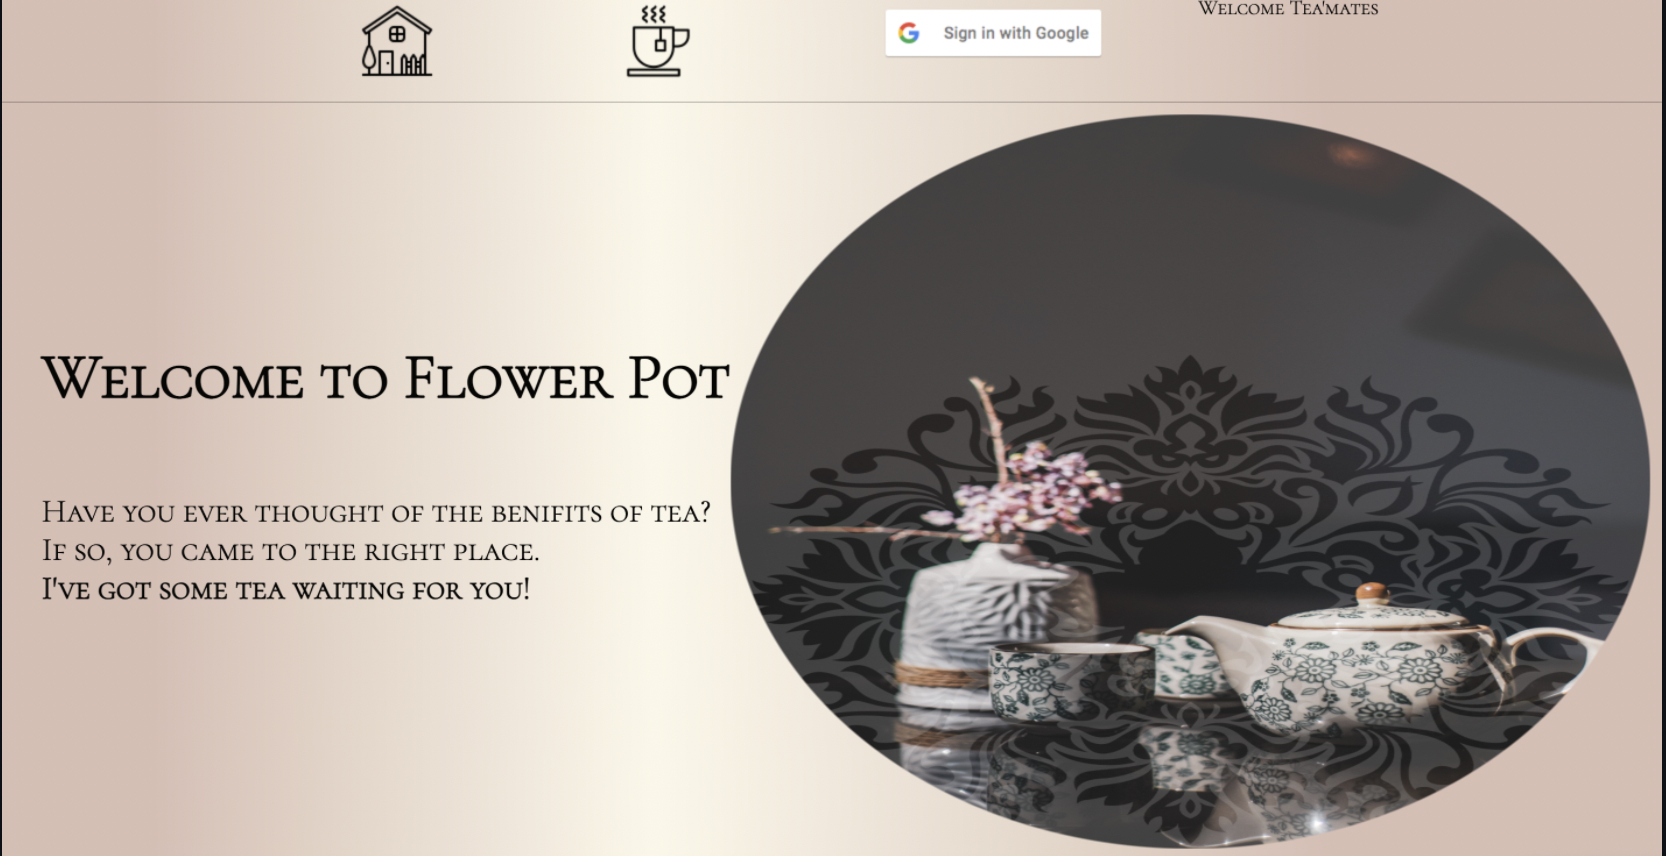 Sign in with Google
Welcome Tea'mates
Welcome to Flower Pot
Have you ever thought of the benifits of tea?
If so, you came to the right place.
I've got some tea waiting for you!